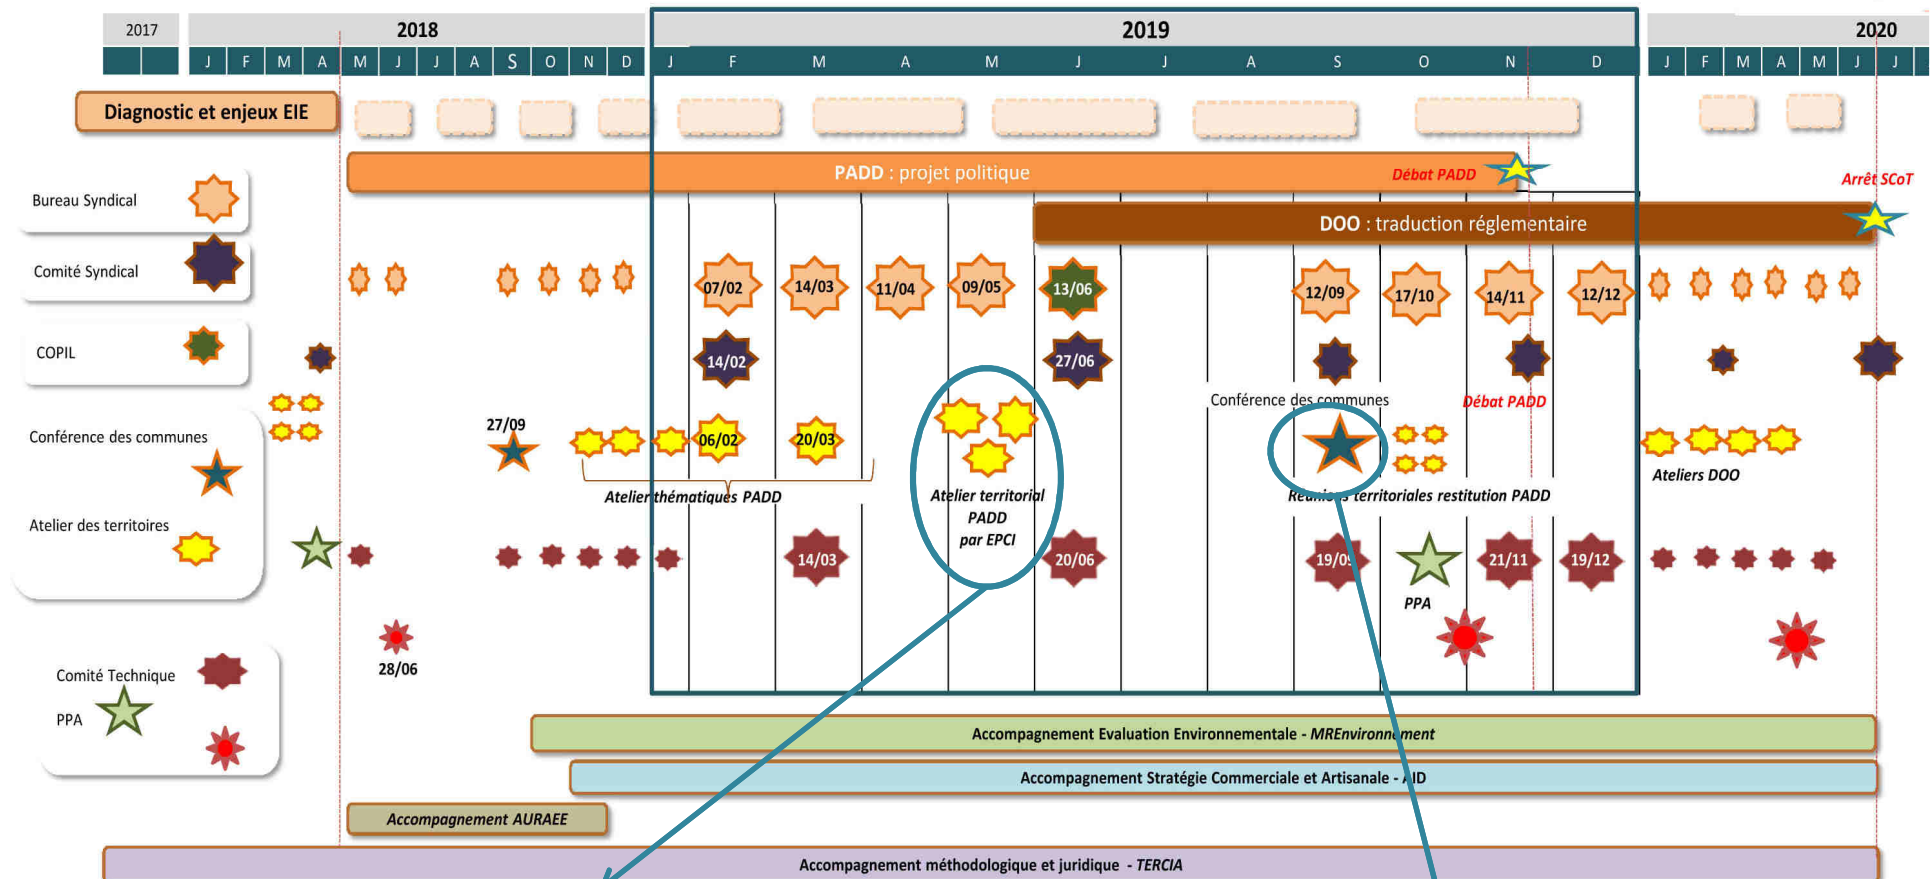 2017 2018 2019 2020
J F M A M J J A S O N D J F M A M J J A S O N D J F M A M J J
Diagnostic et enjeux EIE
PADD : projet politique Débat PADD
Arrêt SCoT
Bureau Syndical
DOO : traduction réglementaire
Comité Syndical
07/02 14/03 11/04 09/05 13/06 12/09 17/10 14/11 12/12
COPIL
14/02 27/06
Conférence des communes Débat PADD
27/09
Conférence des communes
06/02 20/03
Ateliers DOO
Atelier thématiques PADD
Atelier territorial
PADD
par EPCI
Réunions territoriales restitution PADD
Atelier des territoires
14/03 20/06 19/09 21/11 19/12
PPA
28/06
Comité Technique
PPA
Accompagnement Evaluation Environnementale - MREnvironnement
Accompagnement Stratégie Commerciale et Artisanale - AID
Accompagnement AURAEE
Accompagnement méthodologique et juridique - TERCIA